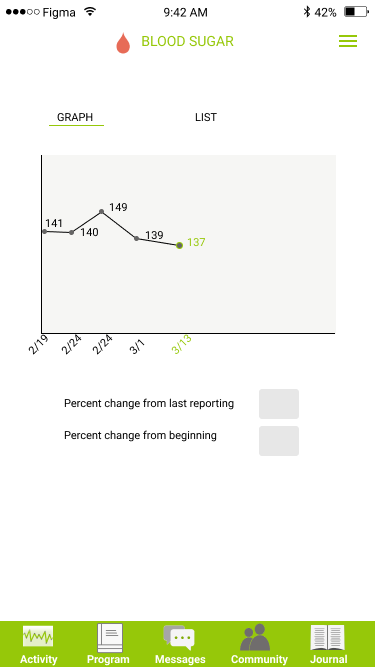 Figma 9:42 AM 42%
BLOOD SUGAR
GRAPH LIST
149
141
140
139
137
2/19 2/24 2/24 3/1 3/13
Percent change from last reporting
Percent change from beginning
Activity Program Messages Community Journal